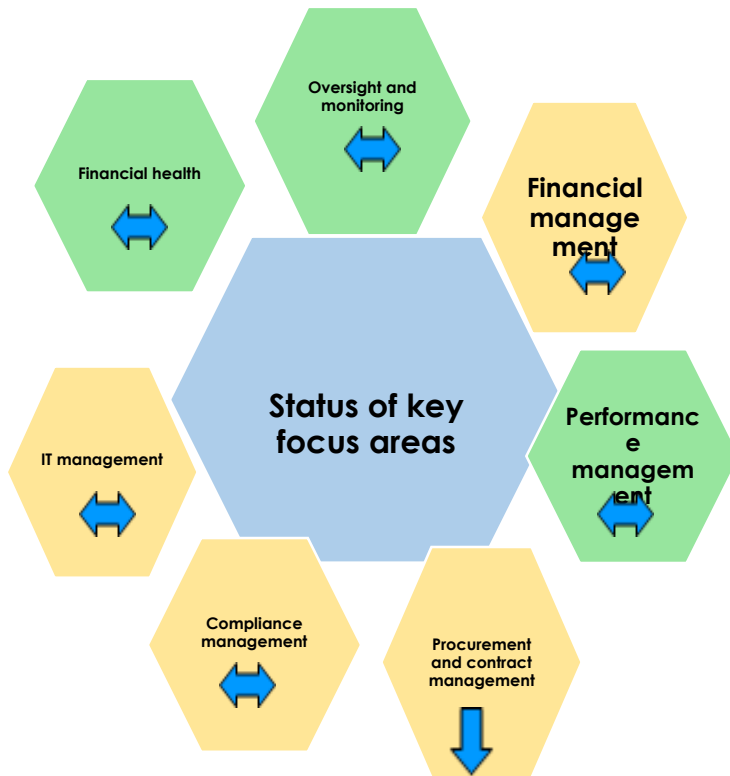 Oversight and
monitoring
Financial health
Financial
manage
ment
Status of key
focus areas
Performanc
e
managem
ent
IT management
Compliance
management
Procurement
and contract
management